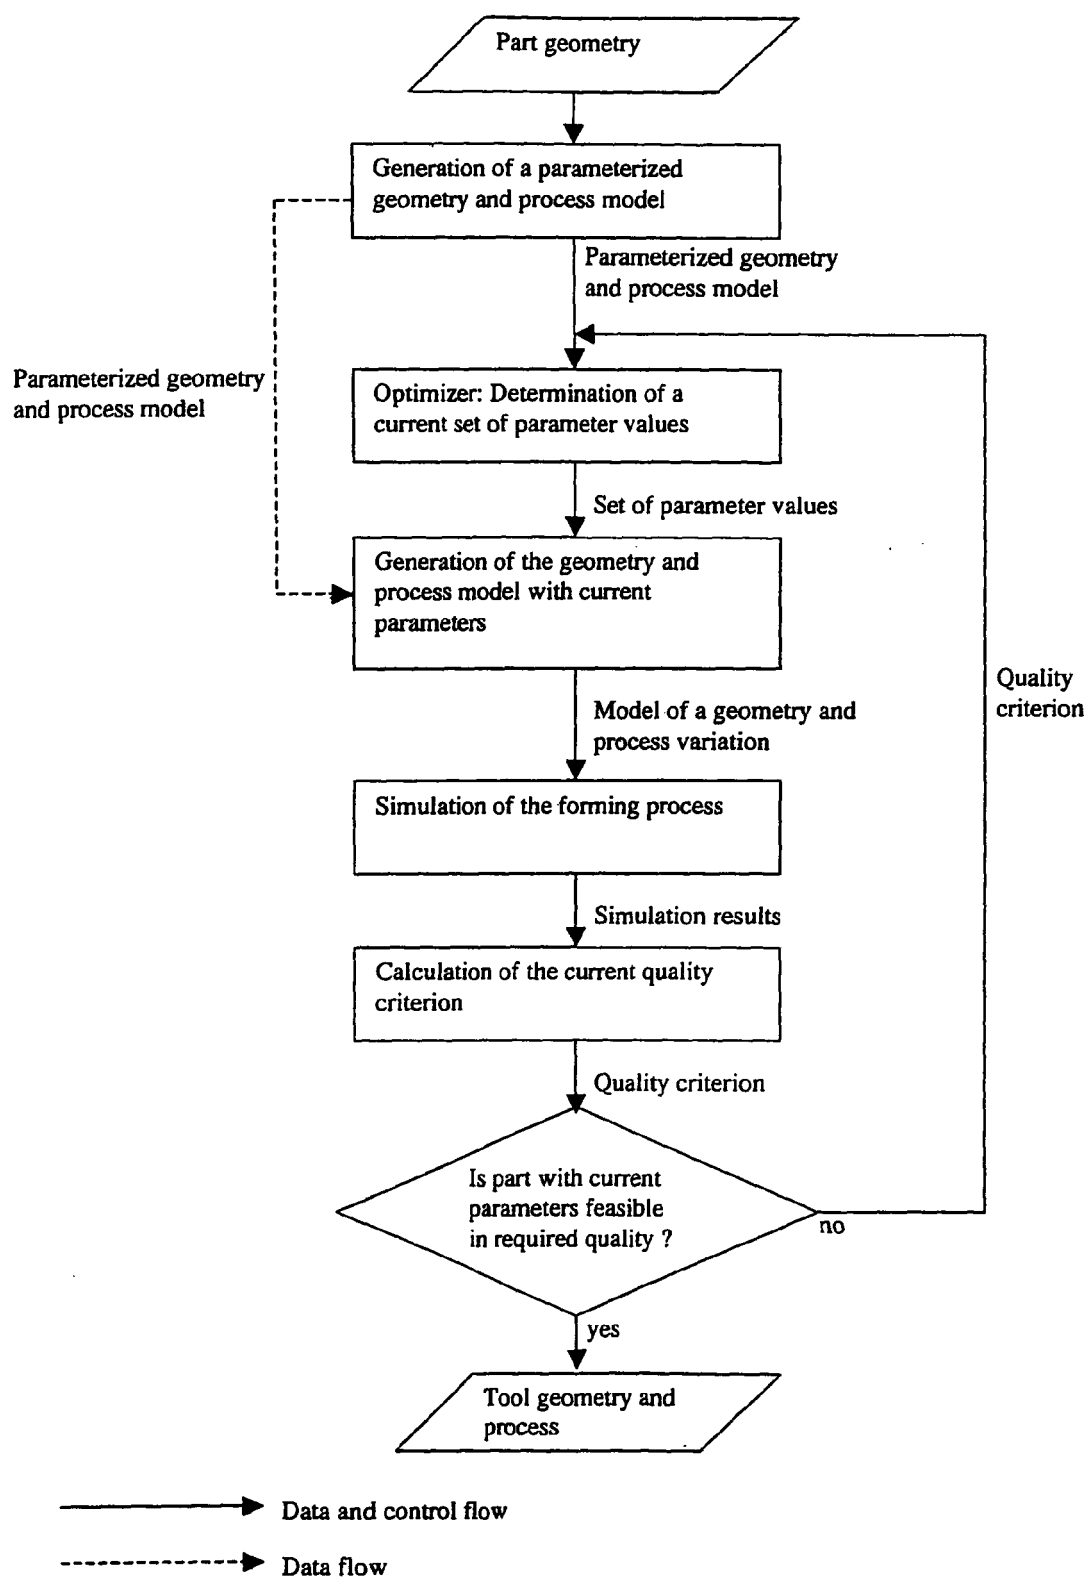 Part geometry
Generation of a parameterized
geometry and process model
Parameterized geometry
and process model
Parameterized geometry
and process model
Optimizer: Determination of a
current set of parameter values
Set of parameter values
Generation of the geometry and
process model with current
parameters
Quality
criterion
Model of a geometry and
process variation
Simulation of the forming process
Simulation results
Calculation of the current quality
criterion
Quality criterion
Is part with current
parameters feasible
in required quality ?
no
yes
Tool geometry and
process
Data and control flow
Data flow